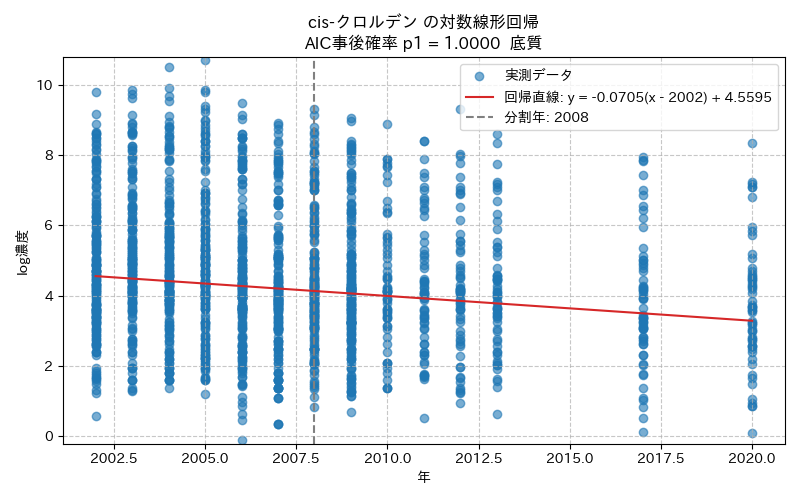 cis-クロルデン の対数線形回帰
AIC事後確率 p1 = 1.0000  底質
実測データ
回帰直線: y = -0.0705(x - 2002) + 4.5595
分割年: 2008
log濃度
10
8
6
4
2
0
2002.5 2005.0 2007.5 2010.0 2012.5 2015.0 2017.5 2020.0
年